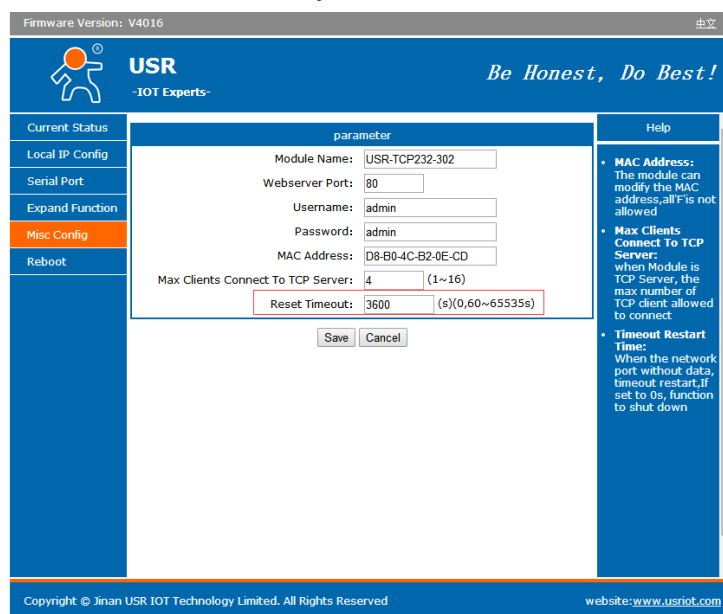 Firmware Version: V4016
中文
®
USR
-IOT Experts-
Be Honest, Do Best!
Current Status
Local IP Config
Serial Port
Expand Function
Misc Config
Reboot
parameter
Module Name: USR-TCP232-302
Webserver Port: 80
Username: admin
Password: admin
MAC Address: D8-B0-4C-B2-0E-CD
Max Clients Connect To TCP Server: 4 (1~16)
Reset Timeout: 3600 (s)(0,60~65535s)
Save Cancel
Help
• MAC Address:
The module can
modify the MAC
address,all'F'is not
allowed
• Max Clients
Connect To TCP
Server:
when Module is
TCP Server, the
max number of
TCP client allowed
to connect
• Timeout Restart
Time:
When the network
port without data,
timeout restart,If
set to 0s, function
to shut down
Copyright © Jinan USR IOT Technology Limited. All Rights Reserved
website:www.usriot.com